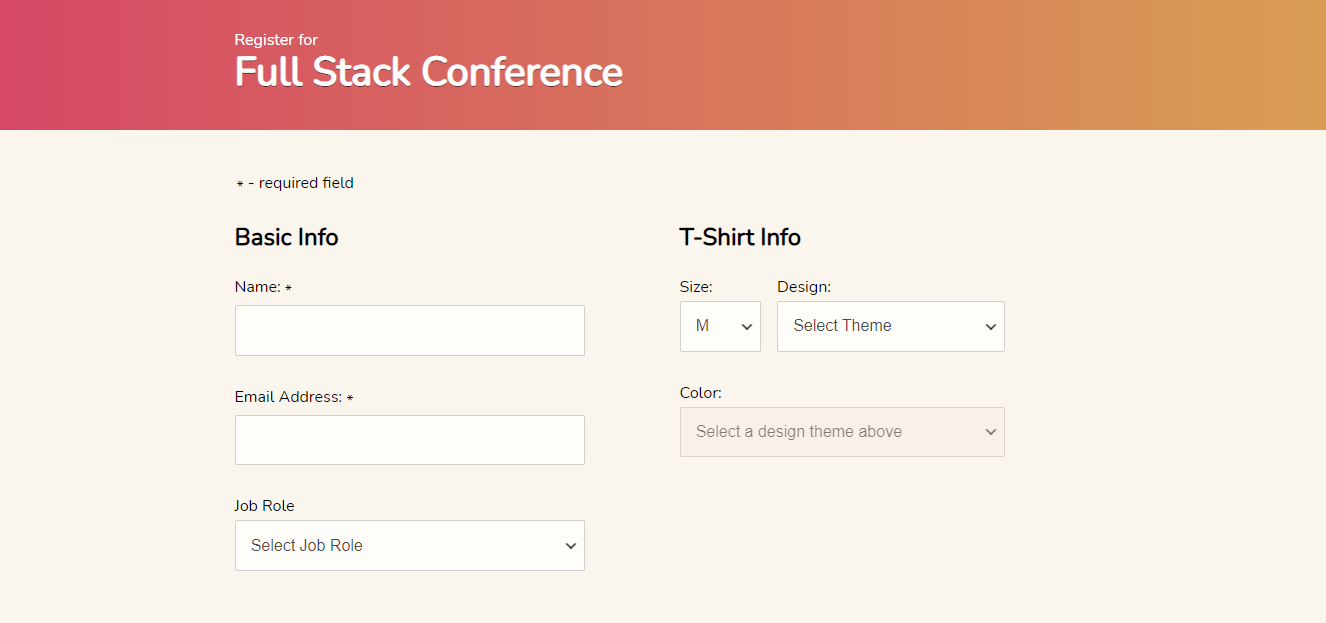 Register for
Full Stack Conference
* - required field
Basic Info
Name: *
Email Address: *
Job Role
Select Job Role
T-Shirt Info
Size:
M
Design:
Select Theme
Color:
Select a design theme above